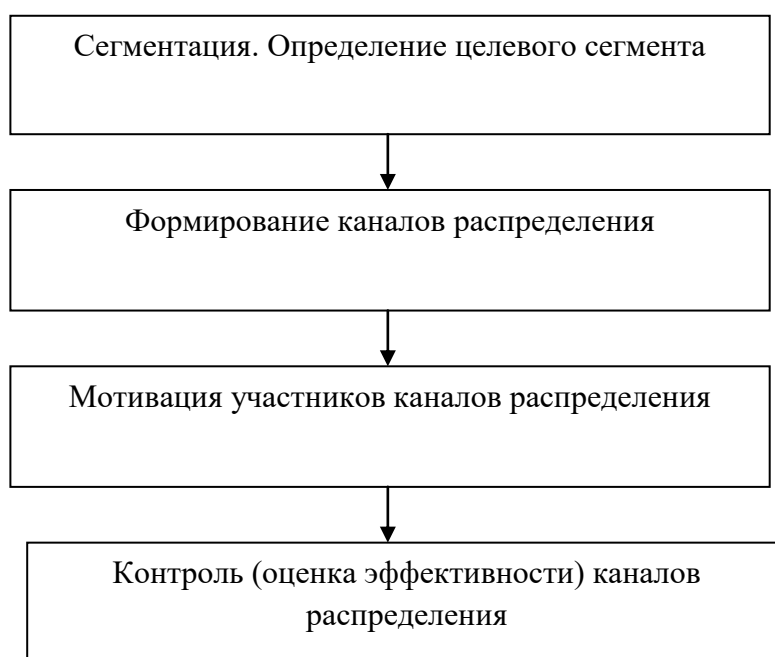 Сегментация. Определение целевого сегмента
Формирование каналов распределения
Мотивация участников каналов распределения
Контроль (оценка эффективности) каналов
распределения